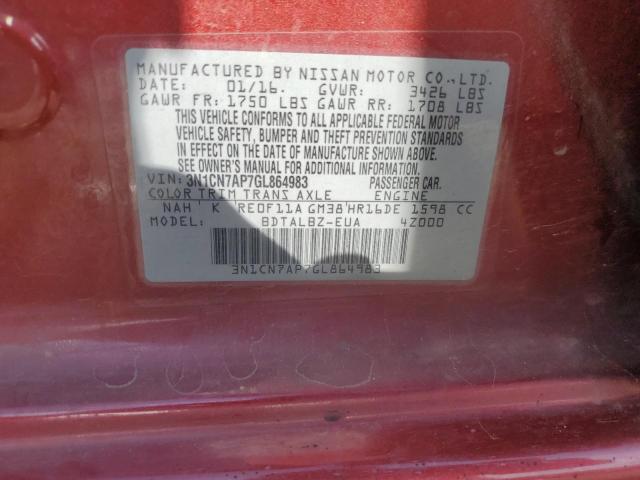 MANUFACTURED BY NISSAN MOTOR CO.,LTD.
DATE: 01/16. GVWR: 3426 LBS
GAWR FR: 1750 LBS GAWR RR: 1708 LBS
THIS VEHICLE CONFORMS TO ALL APPLICABLE FEDERAL MOTOR
VEHICLE SAFETY, BUMPER AND THEFT PREVENTION STANDARDS
IN EFFECT ON THE DATE OF MANUFACTURE SHOWN ABOVE.
SEE OWNER'S MANUAL FOR ADDITIONAL INFORMATION.
VIN: 3N1CN7AP7GL864983 PASSENGER CAR.
COLOR TRIM TRANS AXLE ENGINE
NAH K RE0F11A GM38 HR16DE 1598 CC
MODEL: BDTALBZ-EUA 4Z000
3N1CN7AP7GL864983